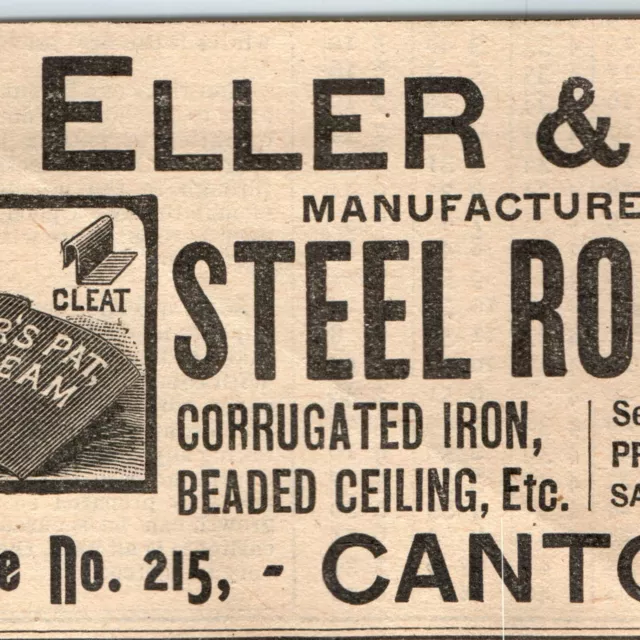 ELLER &
MANUFACTURE
CLEAT
STEEL RO
R'S PAT,
EAM
CORRUGATED IRON,
BEADED CEILING, Etc.
Se
PR
SA
e No. 215, - CANTO